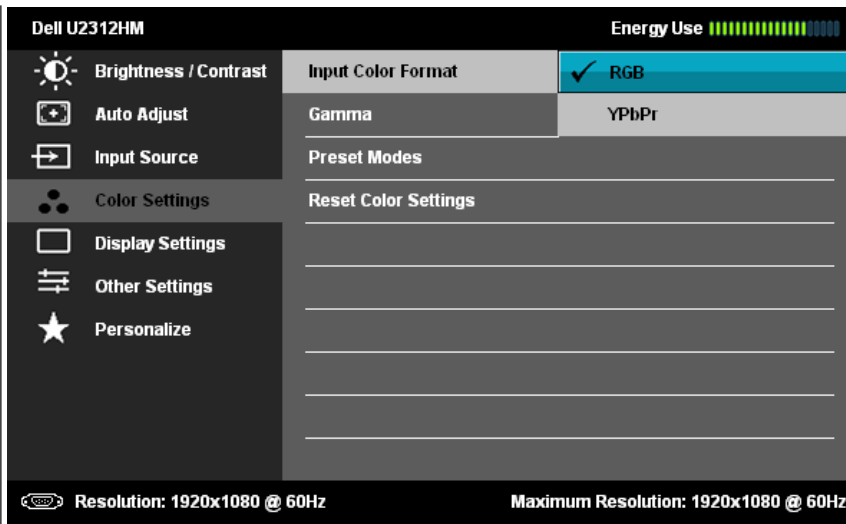 Dell U2312HM Energy Use
Brightness / Contrast Input Color Format RGB
Auto Adjust Gamma YPbPr
Input Source Preset Modes
Color Settings Reset Color Settings
Display Settings
Other Settings
Personalize
Resolution: 1920x1080 @ 60Hz Maximum Resolution: 1920x1080 @ 60Hz